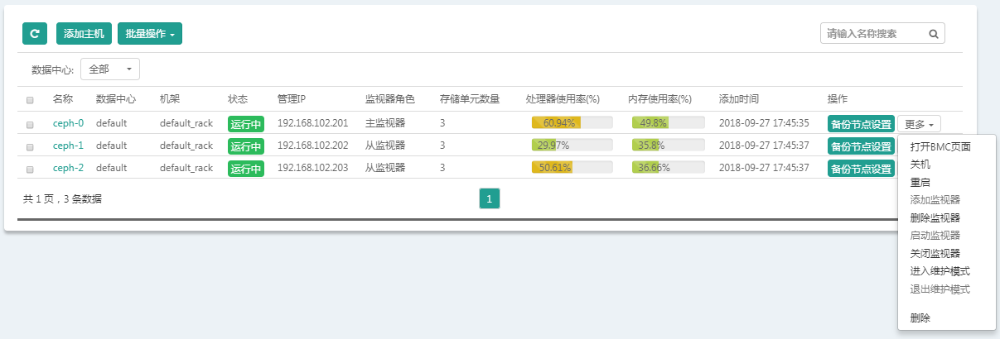 添加主机 批量操作 请输入名称搜索
数据中心: 全部
名称 数据中心 机架 状态 管理IP 监视器角色 存储单元数量 处理器使用率(%) 内存使用率(%) 添加时间 操作
ceph-0 default default_rack 运行中 192.168.102.201 主监视器 3 60.94% 49.8% 2018-09-27 17:45:35 备份节点设置 更多
ceph-1 default default_rack 运行中 192.168.102.202 从监视器 3 29.97% 35.8% 2018-09-27 17:45:37 备份节点设置
ceph-2 default default_rack 运行中 192.168.102.203 从监视器 3 50.61% 36.66% 2018-09-27 17:45:37 备份节点设置
共 1 页，3 条数据 1
打开BMC页面
关机
重启
添加监视器
删除监视器
启动监视器
关闭监视器
进入维护模式
退出维护模式
删除